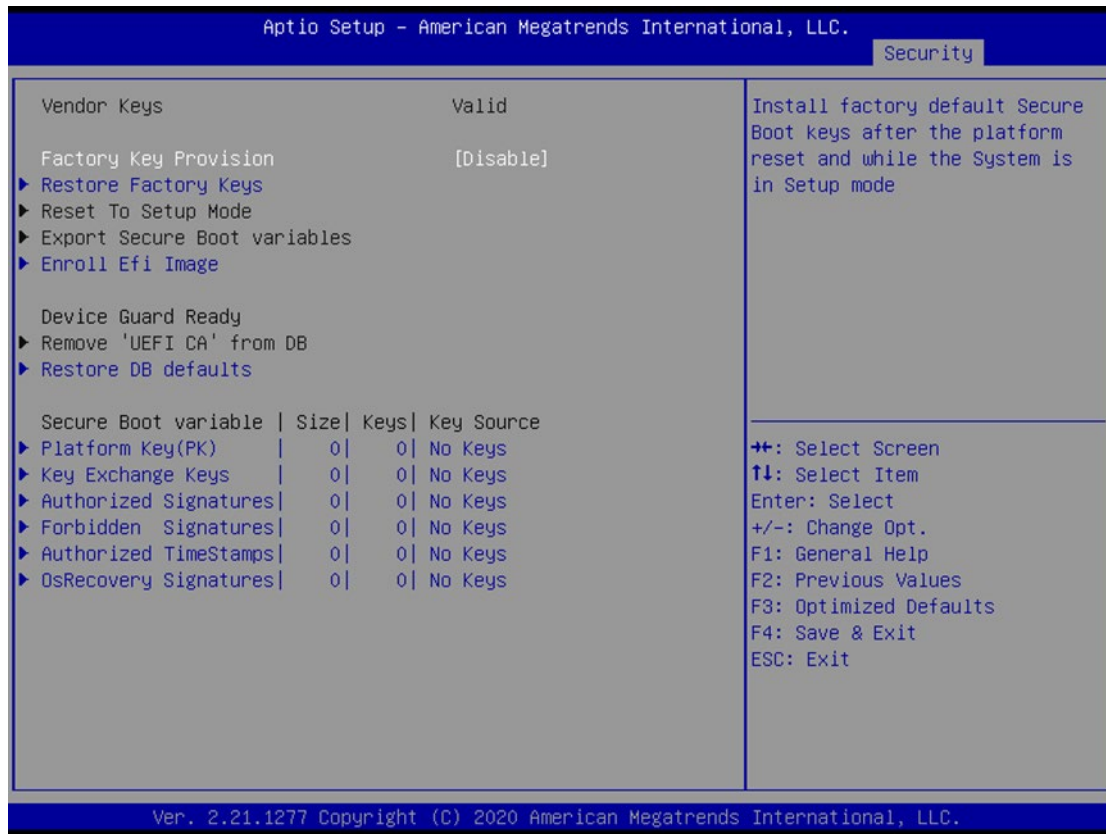 Aptio Setup – American Megatrends International, LLC.
Security
Vendor Keys Valid
Factory Key Provision [Disable]
▶ Restore Factory Keys
▶ Reset To Setup Mode
▶ Export Secure Boot variables
▶ Enroll Efi Image
Device Guard Ready
▶ Remove 'UEFI CA' from DB
▶ Restore DB defaults
Secure Boot variable | Size| Keys| Key Source
▶ Platform Key(PK) | 0| 0| No Keys
▶ Key Exchange Keys | 0| 0| No Keys
▶ Authorized Signatures| 0| 0| No Keys
▶ Forbidden Signatures| 0| 0| No Keys
▶ Authorized TimeStamps| 0| 0| No Keys
▶ OsRecovery Signatures| 0| 0| No Keys
Install factory default Secure
Boot keys after the platform
reset and while the System is
in Setup mode
→←: Select Screen
↑↓: Select Item
Enter: Select
+/-: Change Opt.
F1: General Help
F2: Previous Values
F3: Optimized Defaults
F4: Save & Exit
ESC: Exit
Ver. 2.21.1277 Copyright (C) 2020 American Megatrends International, LLC.